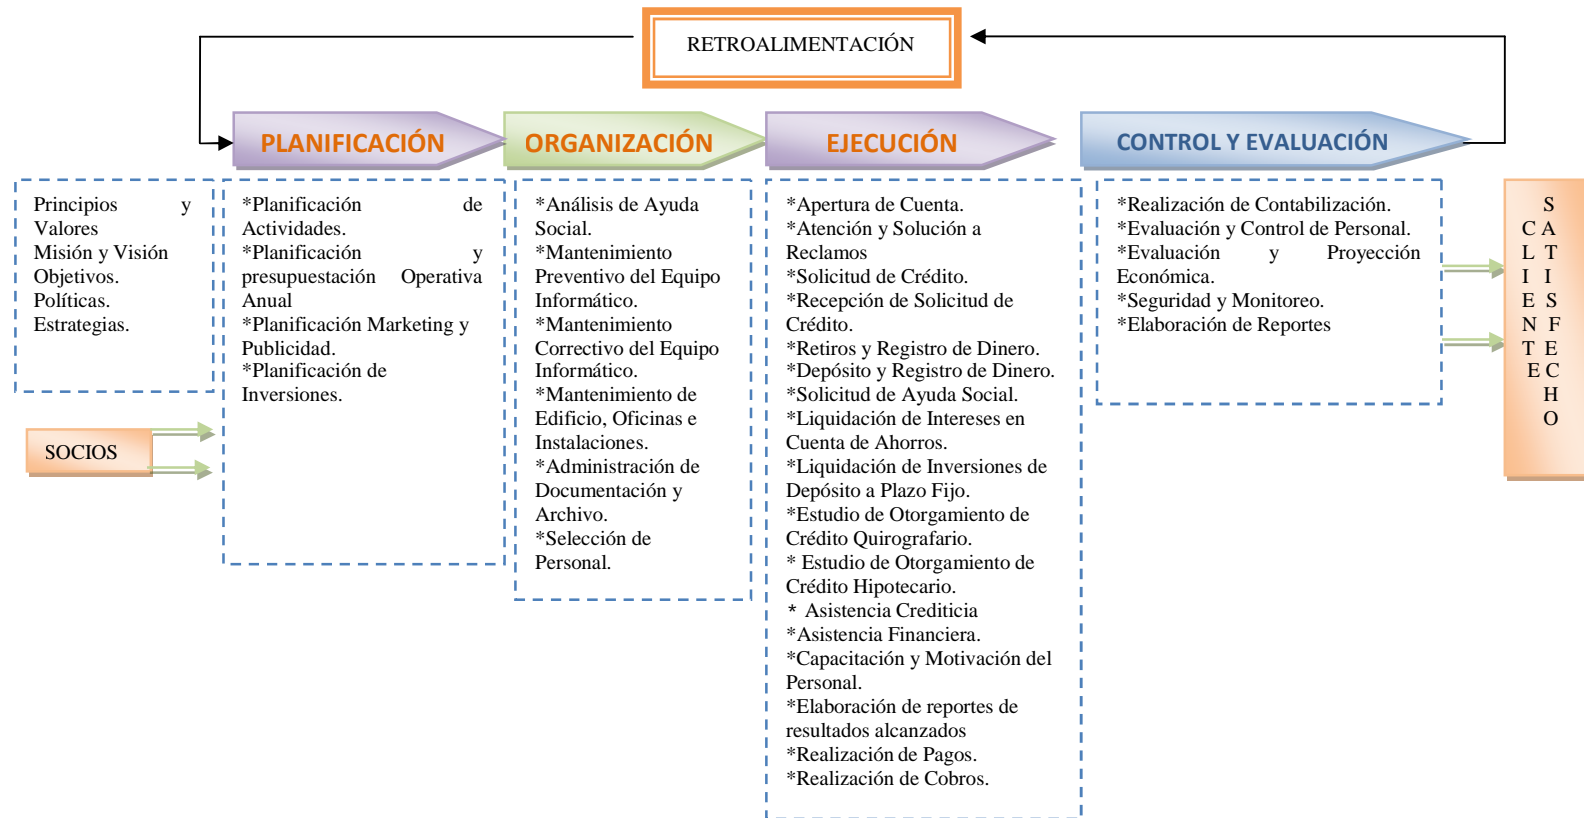 RETROALIMENTACIÓN
PLANIFICACIÓN
ORGANIZACIÓN
EJECUCIÓN
CONTROL Y EVALUACIÓN
Principios y
Valores
Misión y Visión
Objetivos.
Políticas.
Estrategias.
SOCIOS
*Planificación de
Actividades.
*Planificación y
presupuestación Operativa
Anual
*Planificación Marketing y
Publicidad.
*Planificación de
Inversiones.
*Análisis de Ayuda
Social.
*Mantenimiento
Preventivo del Equipo
Informático.
*Mantenimiento
Correctivo del Equipo
Informático.
*Mantenimiento de
Edificio, Oficinas e
Instalaciones.
*Administración de
Documentación y
Archivo.
*Selección de
Personal.
*Apertura de Cuenta.
*Atención y Solución a
Reclamos
*Solicitud de Crédito.
*Recepción de Solicitud de
Crédito.
*Retiros y Registro de Dinero.
*Depósito y Registro de Dinero.
*Solicitud de Ayuda Social.
*Liquidación de Intereses en
Cuenta de Ahorros.
*Liquidación de Inversiones de
Depósito a Plazo Fijo.
*Estudio de Otorgamiento de
Crédito Quirografario.
* Estudio de Otorgamiento de
Crédito Hipotecario.
* Asistencia Crediticia
*Asistencia Financiera.
*Capacitación y Motivación del
Personal.
*Elaboración de reportes de
resultados alcanzados
*Realización de Pagos.
*Realización de Cobros.
*Realización de Contabilización.
*Evaluación y Control de Personal.
*Evaluación y Proyección
Económica.
*Seguridad y Monitoreo.
*Elaboración de Reportes
CLIENTE
SATISFECHO